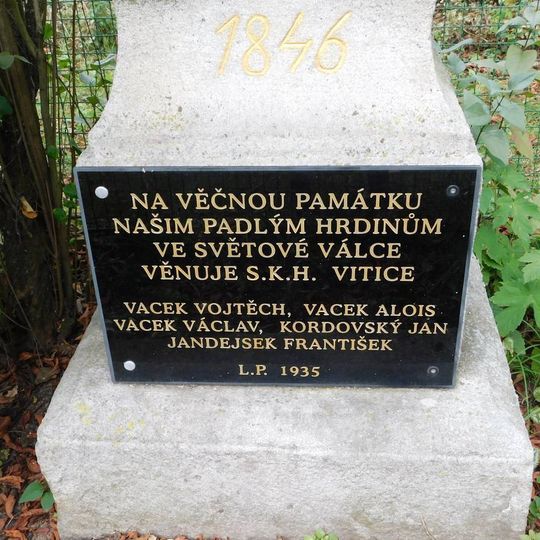 1846
NA VĚČNOU PAMÁTKU
NAŠIM PADLÝM HRDINŮM
VE SVĚTOVÉ VÁLCE
VĚNUJE S.K.H. VITICE
VACEK VOJTĚCH, VACEK ALOIS
VACEK VÁCLAV, KORDOVSKÝ JAN
JANDEJSEK FRANTIŠEK
L.P. 1935